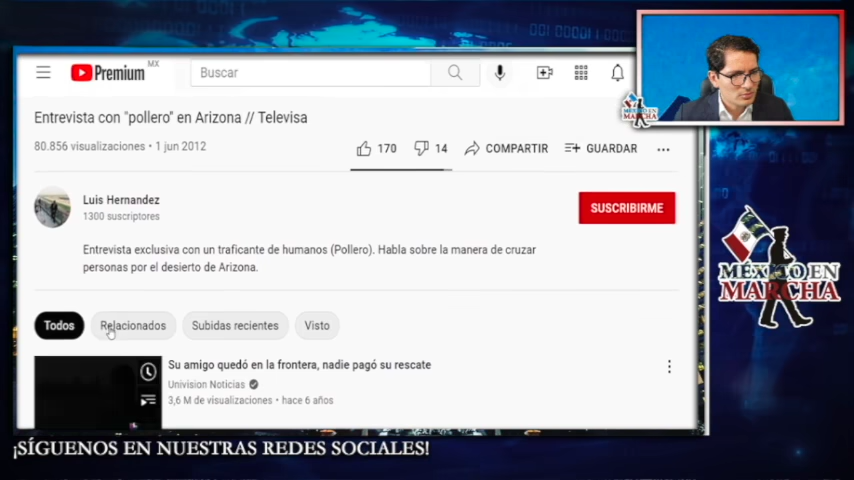 Premium MX
Buscar
Entrevista con "pollero" en Arizona // Televisa
80.856 visualizaciones • 1 jun 2012
170
14
COMPARTIR
GUARDAR
Luis Hernandez
1300 suscriptores
SUSCRIBIRME
Entrevista exclusiva con un traficante de humanos (Pollero). Habla sobre la manera de cruzar
personas por el desierto de Arizona.
Todos
Relacionados
Subidas recientes
Visto
Su amigo quedó en la frontera, nadie pagó su rescate
Univision Noticias
3,6 M de visualizaciones • hace 6 años
MÉXICO EN
MARCHA
MÉXICO EN
MARCHA
¡SÍGUENOS EN NUESTRAS REDES SOCIALES!